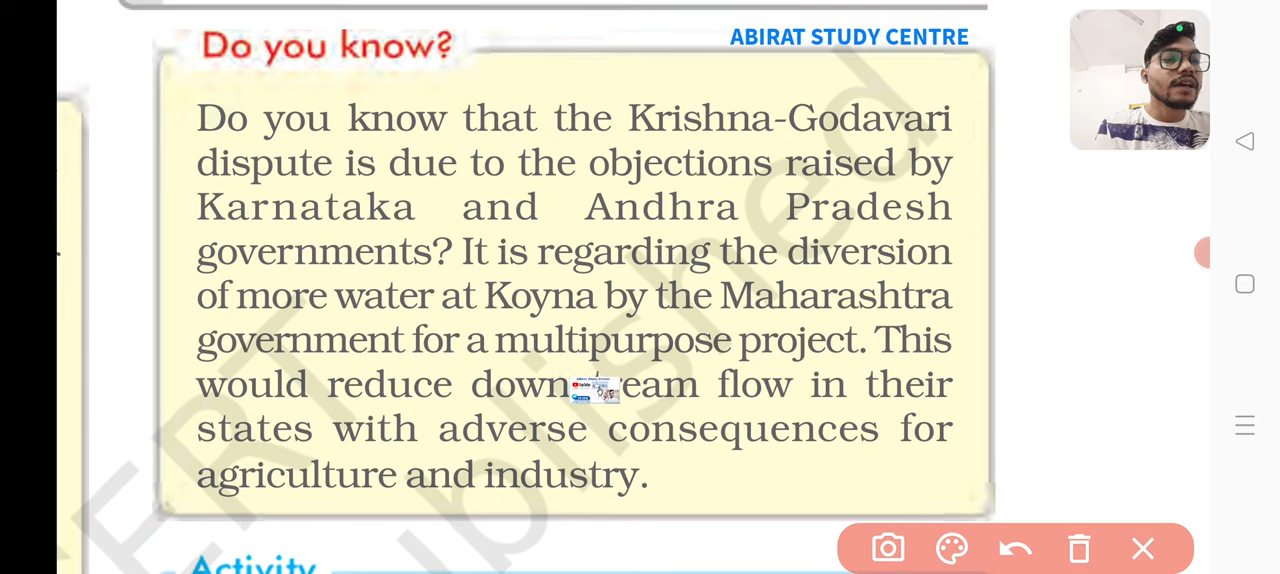 Do you know?
ABIRAT STUDY CENTRE
Do you know that the Krishna-Godavari
dispute is due to the objections raised by
Karnataka and Andhra Pradesh
governments? It is regarding the diversion
of more water at Koyna by the Maharashtra
government for a multipurpose project. This
would reduce down eam flow in their
states with adverse consequences for
agriculture and industry.
Activity